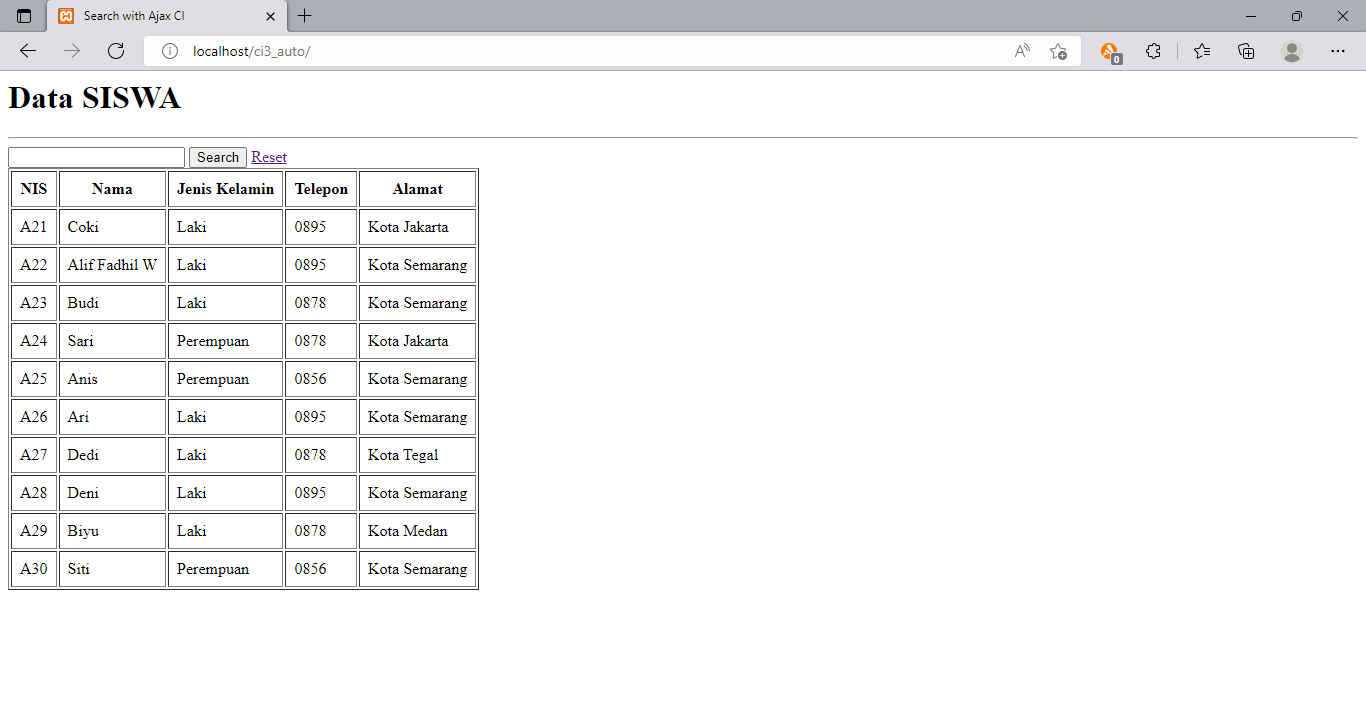 Search with Ajax CI
localhost/ci3_auto/
0
Data SISWA
Search Reset
NIS Nama Jenis Kelamin Telepon Alamat
A21 Coki Laki 0895 Kota Jakarta
A22 Alif Fadhil W Laki 0895 Kota Semarang
A23 Budi Laki 0878 Kota Semarang
A24 Sari Perempuan 0878 Kota Jakarta
A25 Anis Perempuan 0856 Kota Semarang
A26 Ari Laki 0895 Kota Semarang
A27 Dedi Laki 0878 Kota Tegal
A28 Deni Laki 0895 Kota Semarang
A29 Biyu Laki 0878 Kota Medan
A30 Siti Perempuan 0856 Kota Semarang